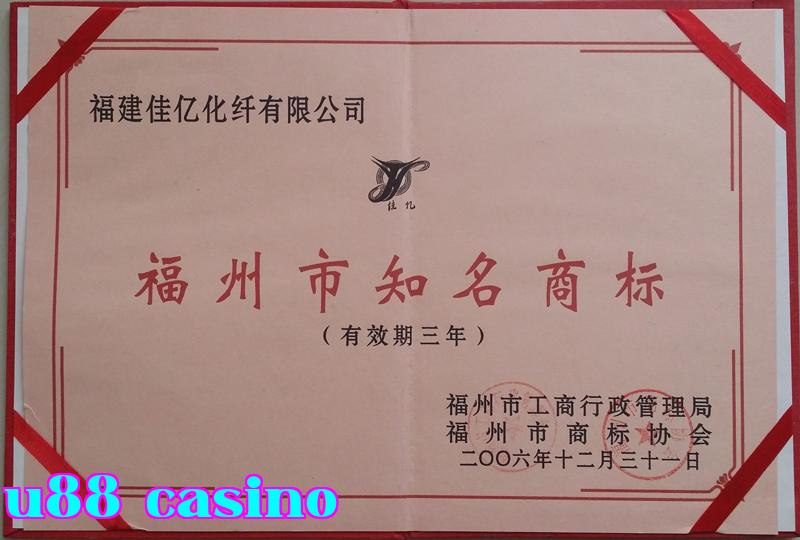 福建佳亿化纤有限公司
佳亿
福州市知名商标
（有效期三年）
福州市工商行政管理局
福州市商标协会
二〇〇六年十二月三十一日
u88 casino